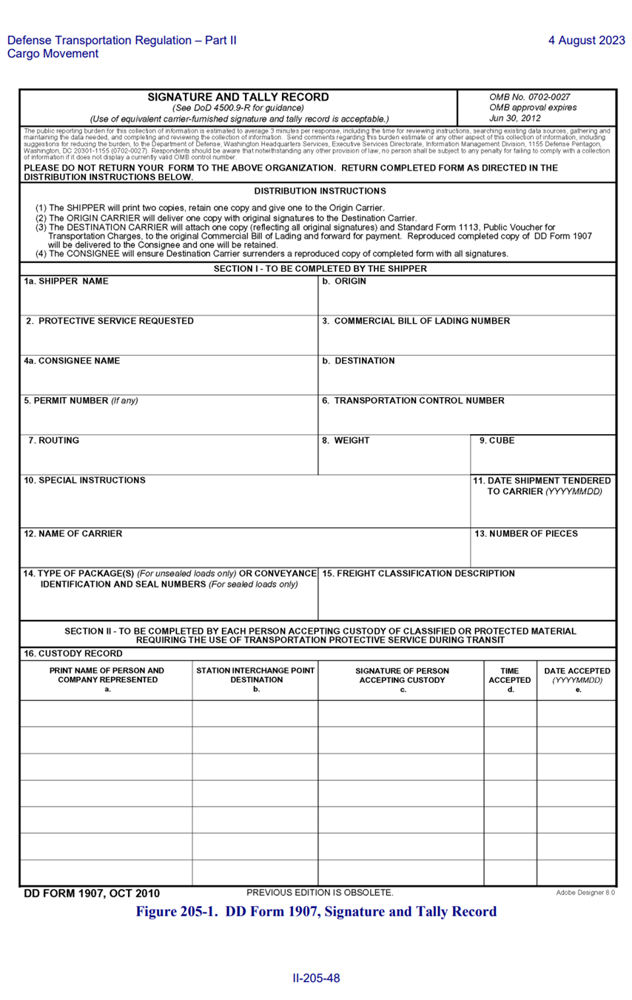 Defense Transportation Regulation – Part II
4 August 2023
Cargo Movement
SIGNATURE AND TALLY RECORD
(See DoD 4500.9-R for guidance)
(Use of equivalent carrier-furnished signature and tally record is acceptable.)
OMB No. 0702-0027
OMB approval expires
Jun 30, 2012
The public reporting burden for this collection of information is estimated to average 3 minutes per response, including the time for reviewing instructions, searching existing data sources, gathering and
maintaining the data needed, and completing and reviewing the collection of information. Send comments regarding this burden estimate or any other aspect of this collection of information, including
suggestions for reducing the burden, to the Department of Defense, Washington Headquarters Services, Executive Services Directorate, Information Management Division, 1155 Defense Pentagon,
Washington, DC 20301-1155 (0702-0027). Respondents should be aware that notwithstanding any other provision of law, no person shall be subject to any penalty for failing to comply with a collection
of information if it does not display a currently valid OMB control number.
PLEASE DO NOT RETURN YOUR FORM TO THE ABOVE ORGANIZATION. RETURN COMPLETED FORM AS DIRECTED IN THE
DISTRIBUTION INSTRUCTIONS BELOW.
DISTRIBUTION INSTRUCTIONS
(1) The SHIPPER will print two copies, retain one copy and give one to the Origin Carrier.
(2) The ORIGIN CARRIER will deliver one copy with original signatures to the Destination Carrier.
(3) The DESTINATION CARRIER will attach one copy (reflecting all original signatures) and Standard Form 1113, Public Voucher for
Transportation Charges, to the original Commercial Bill of Lading and forward for payment. Reproduced completed copy of DD Form 1907
will be delivered to the Consignee and one will be retained.
(4) The CONSIGNEE will ensure Destination Carrier surrenders a reproduced copy of completed form with all signatures.
SECTION I - TO BE COMPLETED BY THE SHIPPER
1a. SHIPPER NAME
b. ORIGIN
2. PROTECTIVE SERVICE REQUESTED
3. COMMERCIAL BILL OF LADING NUMBER
4a. CONSIGNEE NAME
b. DESTINATION
5. PERMIT NUMBER (If any)
6. TRANSPORTATION CONTROL NUMBER
7. ROUTING
8. WEIGHT
9. CUBE
10. SPECIAL INSTRUCTIONS
11. DATE SHIPMENT TENDERED
TO CARRIER (YYYYMMDD)
12. NAME OF CARRIER
13. NUMBER OF PIECES
14. TYPE OF PACKAGE(S) (For unsealed loads only) OR CONVEYANCE
IDENTIFICATION AND SEAL NUMBERS (For sealed loads only)
15. FREIGHT CLASSIFICATION DESCRIPTION
SECTION II - TO BE COMPLETED BY EACH PERSON ACCEPTING CUSTODY OF CLASSIFIED OR PROTECTED MATERIAL
REQUIRING THE USE OF TRANSPORTATION PROTECTIVE SERVICE DURING TRANSIT
16. CUSTODY RECORD
PRINT NAME OF PERSON AND
COMPANY REPRESENTED
a.
STATION INTERCHANGE POINT
DESTINATION
b.
SIGNATURE OF PERSON
ACCEPTING CUSTODY
c.
TIME
ACCEPTED
d.
DATE ACCEPTED
(YYYYMMDD)
e.
DD FORM 1907, OCT 2010
PREVIOUS EDITION IS OBSOLETE.
Adobe Designer 8.0
Figure 205-1. DD Form 1907, Signature and Tally Record
II-205-48